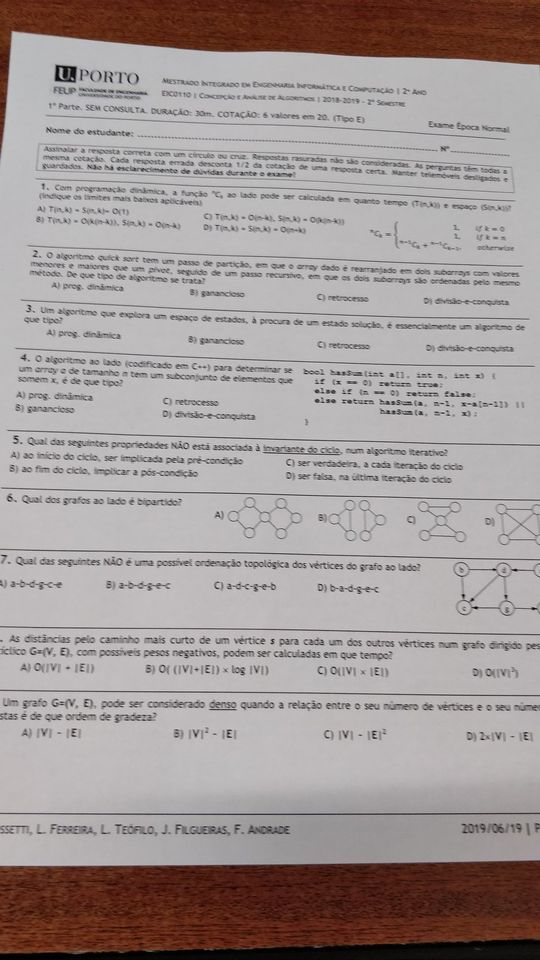 U. PORTO
FEUP FACULDADE DE ENGENHARIA
UNIVERSIDADE DO PORTO
MESTRADO INTEGRADO EM ENGENHARIA INFORMÁTICA E COMPUTAÇÃO | 2º ANO
EIC0110 | CONCEPÇÃO E ANÁLISE DE ALGORITMOS | 2018-2019 - 2º SEMESTRE
1ª Parte. SEM CONSULTA. DURAÇÃO: 30m. COTAÇÃO: 6 valores em 20. (Tipo E)
Exame Época Normal
Nome do estudante: Nº
Assinalar a resposta correta com um círculo ou cruz. Respostas rasuradas não são consideradas. As perguntas têm todas a
mesma cotação. Cada resposta errada desconta 1/2 da cotação de uma resposta certa. Manter telemóveis desligados e
guardados. Não há esclarecimento de dúvidas durante o exame!
1. Com programação dinâmica, a função ⁿCₖ ao lado pode ser calculada em quanto tempo (T(n,k)) e espaço (S(n,k))?
(indique os limites mais baixos aplicáveis)
A) T(n,k) = S(n,k)= O(1)
C) T(n,k) = O(n-k), S(n,k) = O(k(n-k))
B) T(n,k) = O(k(n-k)), S(n,k) = O(n-k)
D) T(n,k) = S(n,k) = O(n-k)
ⁿCₖ = { 1, if k = 0
1, if k = n
ⁿ⁻¹Cₖ + ⁿ⁻¹Cₖ₋₁, otherwise
2. O algoritmo quick sort tem um passo de partição, em que o array dado é rearranjado em dois subarrays com valores
menores e maiores que um pivot, seguido de um passo recursivo, em que os dois subarrays são ordenadas pelo mesmo
método. De que tipo de algoritmo se trata?
A) prog. dinâmica B) ganancioso C) retrocesso D) divisão-e-conquista
3. Um algoritmo que explora um espaço de estados, à procura de um estado solução, é essencialmente um algoritmo de
que tipo?
A) prog. dinâmica B) ganancioso C) retrocesso D) divisão-e-conquista
4. O algoritmo ao lado (codificado em C++) para determinar se
um array a de tamanho n tem um subconjunto de elementos que
somem x, é de que tipo?
A) prog. dinâmica C) retrocesso
B) ganancioso D) divisão-e-conquista
bool hasSum(int a[], int n, int x) {
if (x == 0) return true;
else if (n == 0) return false;
else return hasSum(a, n-1, x-a[n-1]) ||
hasSum(a, n-1, x);
}
5. Qual das seguintes propriedades NÃO está associada à invariante do ciclo, num algoritmo iterativo?
A) ao início do ciclo, ser implicada pela pré-condição C) ser verdadeira, a cada iteração do ciclo
B) ao fim do ciclo, implicar a pós-condição D) ser falsa, na última iteração do ciclo
6. Qual dos grafos ao lado é bipartido?
A) B) C) D)
7. Qual das seguintes NÃO é uma possível ordenação topológica dos vértices do grafo ao lado?
A) a-b-d-g-c-e B) a-b-d-g-e-c C) a-d-c-g-e-b D) b-a-d-g-e-c
b d
c g
. As distâncias pelo caminho mais curto de um vértice s para cada um dos outros vértices num grafo dirigido pes
cíclico G=(V, E), com possíveis pesos negativos, podem ser calculadas em que tempo?
A) O(|V| + |E|) B) O( (|V|+|E|) × log |V|) C) O(|V| × |E|) D) O(|V|³)
Um grafo G=(V, E), pode ser considerado denso quando a relação entre o seu número de vértices e o seu núme
stas é de que ordem de gradeza?
A) |V| ~ |E| B) |V|² ~ |E| C) |V| ~ |E|² D) 2×|V| ~ |E|
SSETTI, L. FERREIRA, L. TEÓFILO, J. FILGUEIRAS, F. ANDRADE
2019/06/19 | P